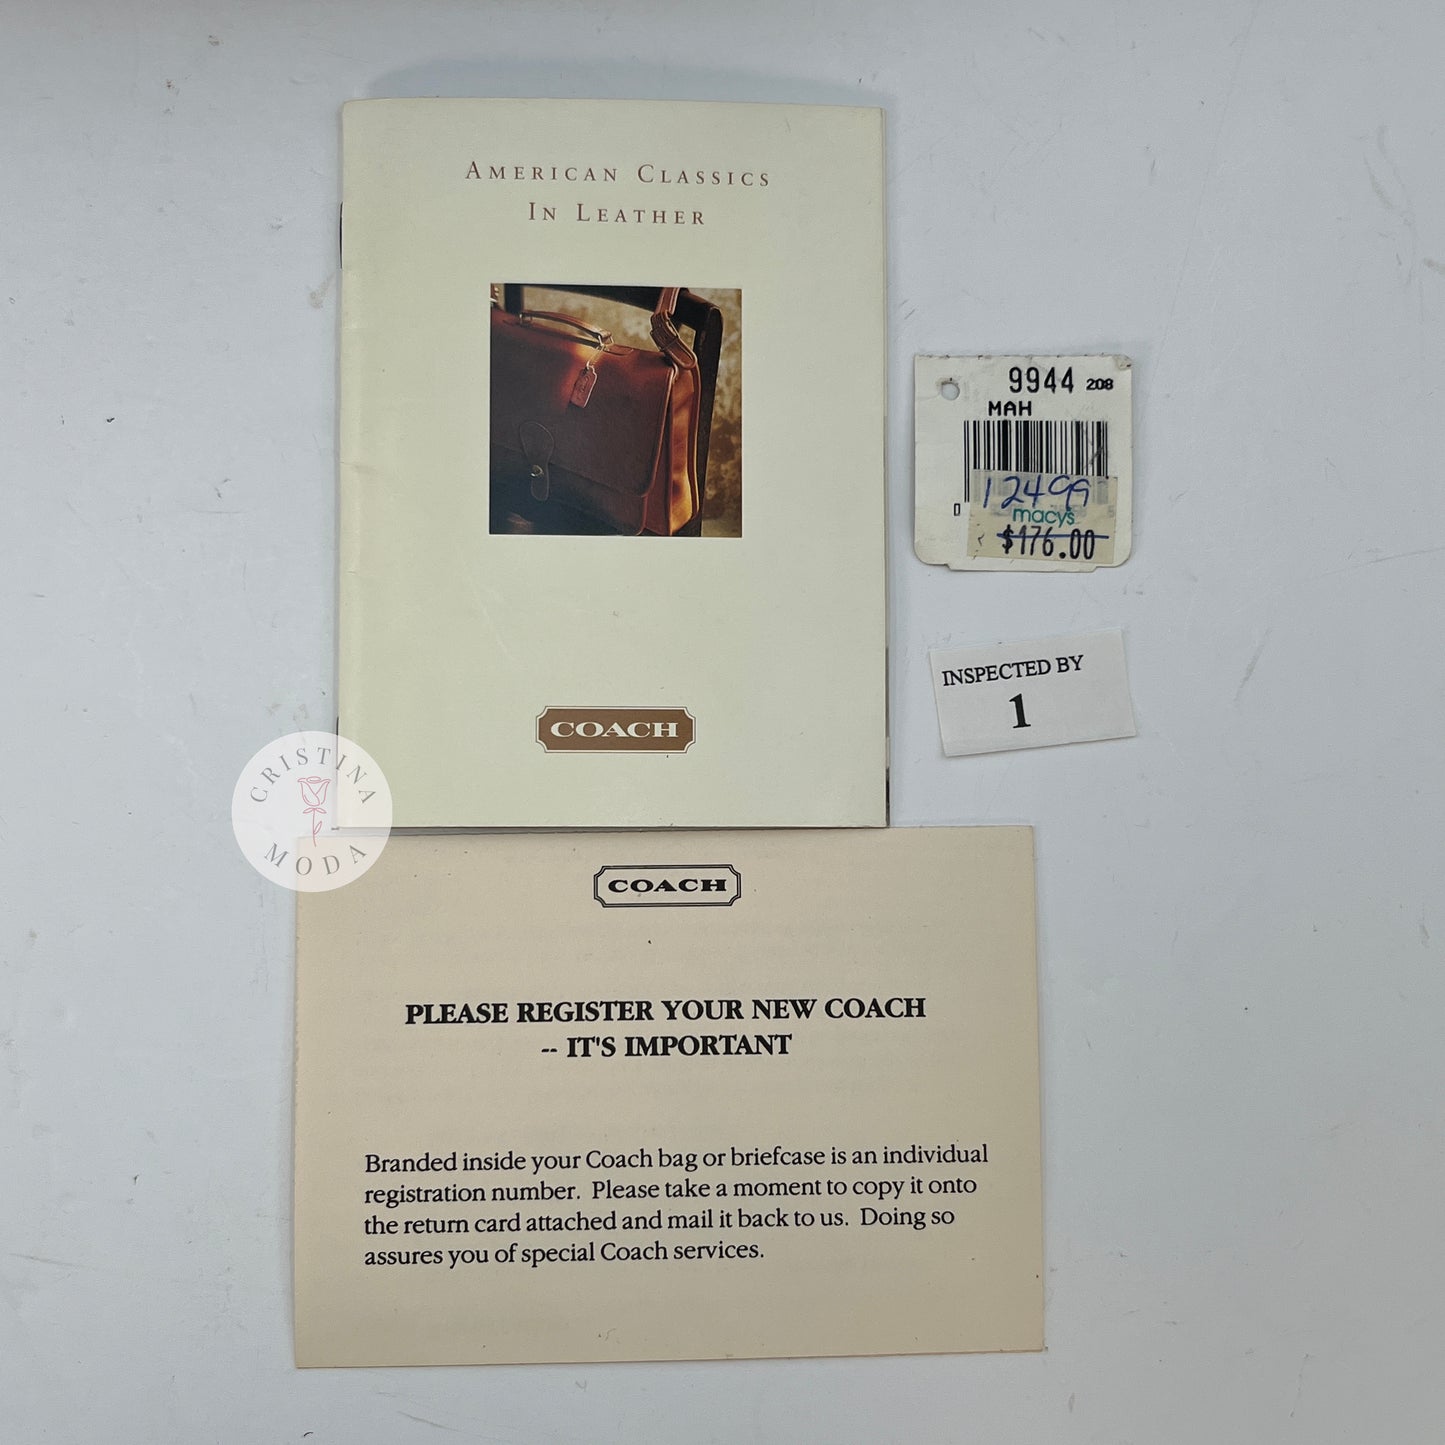 AMERICAN CLASSICS
IN LEATHER
COACH
9944 208
MAH
12499
macy's
$176.00
INSPECTED BY
1
CRISTINA
MODA
COACH
PLEASE REGISTER YOUR NEW COACH
-- IT'S IMPORTANT
Branded inside your Coach bag or briefcase is an individual
registration number. Please take a moment to copy it onto
the return card attached and mail it back to us. Doing so
assures you of special Coach services.